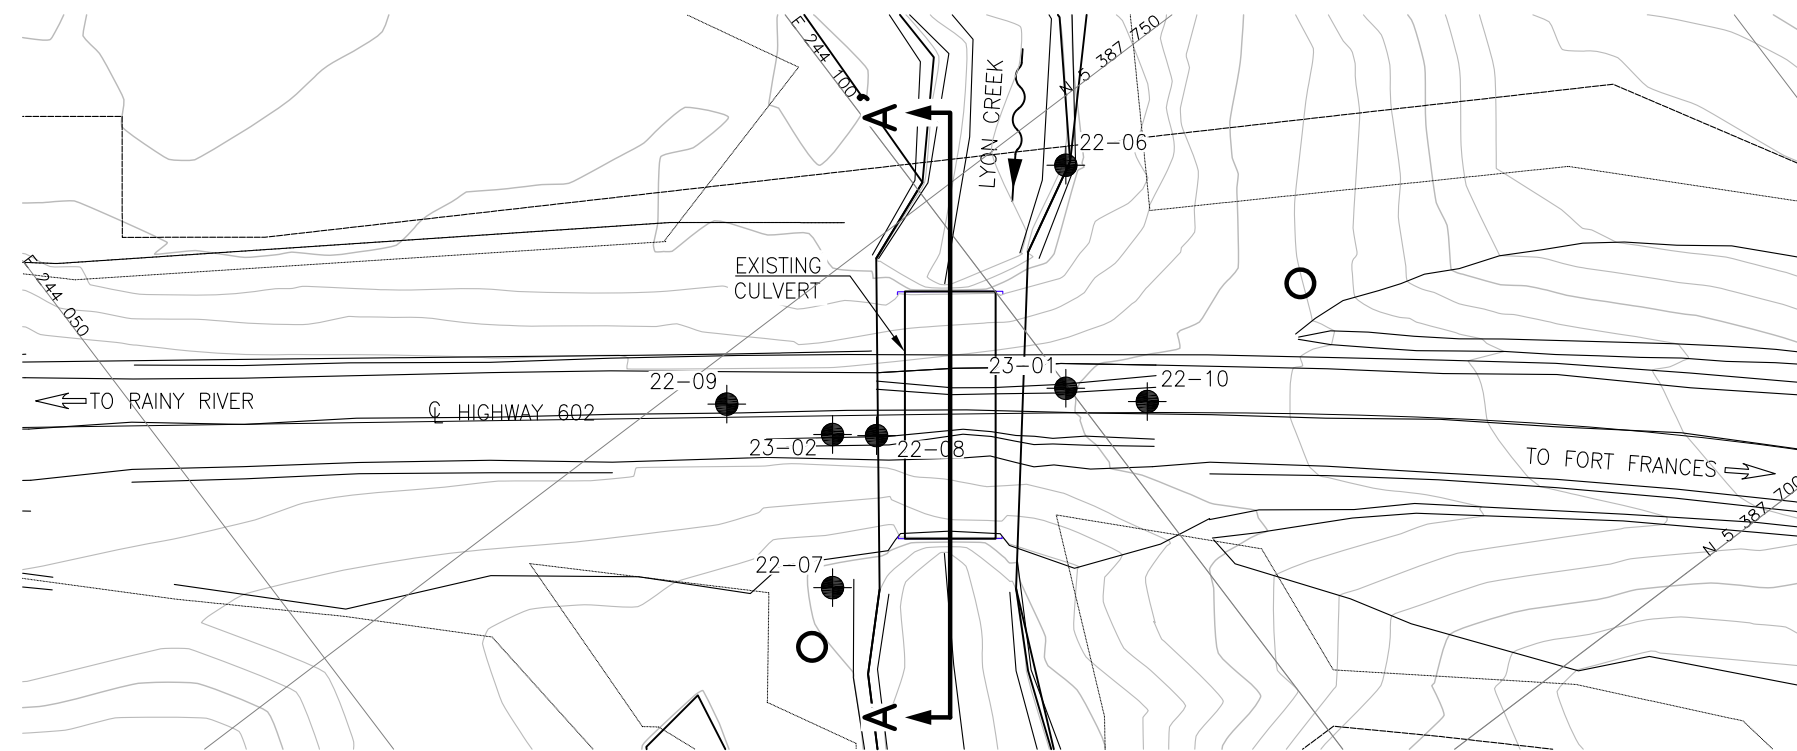 E 244 100
N 5 387 750
A
LYON CREEK
22-06
E 244 050
EXISTING
CULVERT
23-01
22-09
22-10
TO RAINY RIVER
℄ HIGHWAY 602
23-02
22-08
TO FORT FRANCES
N 5 387 700
22-07
A